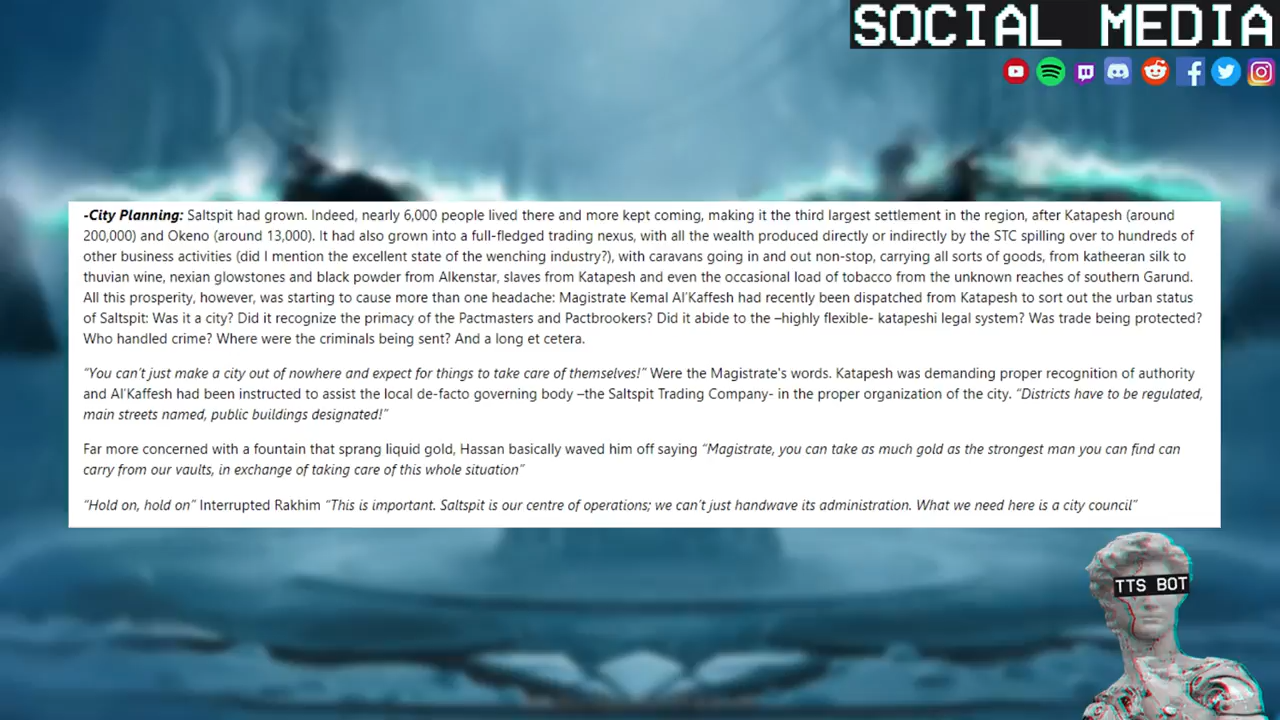 SOCIAL MEDIA
-City Planning: Saltspit had grown. Indeed, nearly 6,000 people lived there and more kept coming, making it the third largest settlement in the region, after Katapesh (around
200,000) and Okeno (around 13,000). It had also grown into a full-fledged trading nexus, with all the wealth produced directly or indirectly by the STC spilling over to hundreds of
other business activities (did I mention the excellent state of the wenching industry?), with caravans going in and out non-stop, carrying all sorts of goods, from katheeran silk to
thuvian wine, nexian glowstones and black powder from Alkenstar, slaves from Katapesh and even the occasional load of tobacco from the unknown reaches of southern Garund.
All this prosperity, however, was starting to cause more than one headache: Magistrate Kemal Al'Kaffesh had recently been dispatched from Katapesh to sort out the urban status
of Saltspit: Was it a city? Did it recognize the primacy of the Pactmasters and Pactbrookers? Did it abide to the –highly flexible- katapeshi legal system? Was trade being protected?
Who handled crime? Where were the criminals being sent? And a long et cetera.
“You can’t just make a city out of nowhere and expect for things to take care of themselves!” Were the Magistrate's words. Katapesh was demanding proper recognition of authority
and Al’Kaffesh had been instructed to assist the local de-facto governing body –the Saltspit Trading Company- in the proper organization of the city. “Districts have to be regulated,
main streets named, public buildings designated!”
Far more concerned with a fountain that sprang liquid gold, Hassan basically waved him off saying “Magistrate, you can take as much gold as the strongest man you can find can
carry from our vaults, in exchange of taking care of this whole situation”
“Hold on, hold on” Interrupted Rakhim “This is important. Saltspit is our centre of operations; we can’t just handwave its administration. What we need here is a city council”
TTS BOT